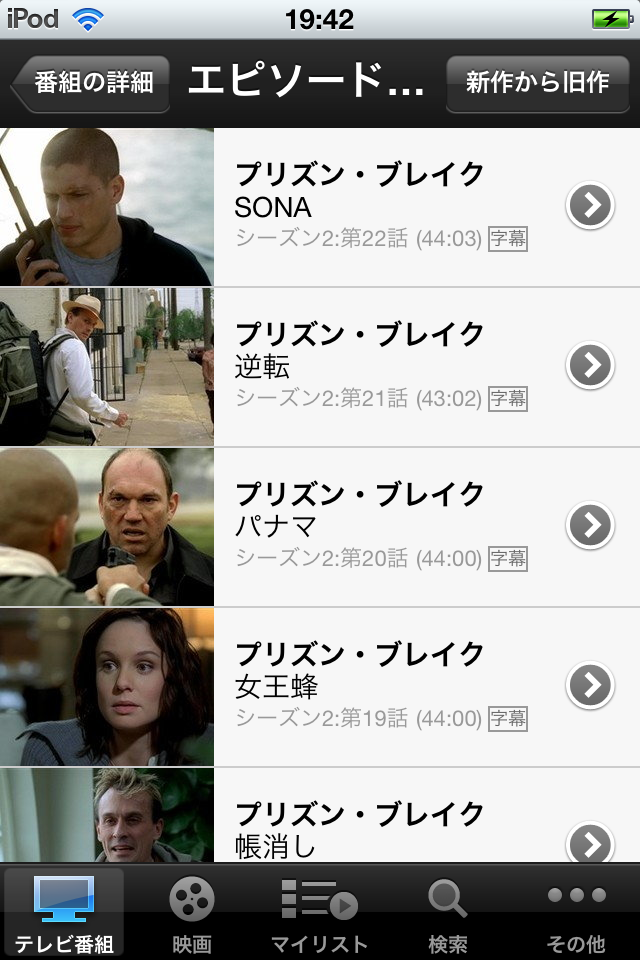 iPod 19:42
番組の詳細 エピソード... 新作から旧作
プリズン・ブレイク
SONA
シーズン2:第22話 (44:03) 字幕
プリズン・ブレイク
逆転
シーズン2:第21話 (43:02) 字幕
プリズン・ブレイク
パナマ
シーズン2:第20話 (44:00) 字幕
プリズン・ブレイク
女王蜂
シーズン2:第19話 (44:00) 字幕
プリズン・ブレイク
帳消し
テレビ番組 映画 マイリスト 検索 その他